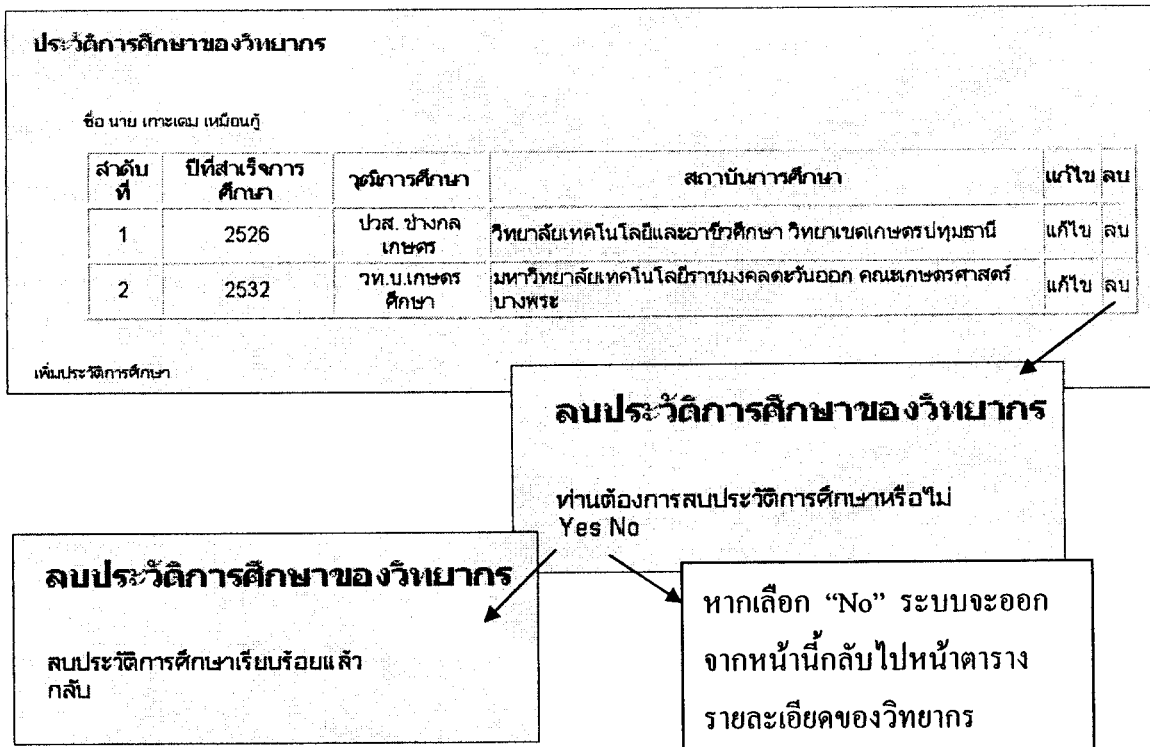 ประวัติการศึกษาของวิทยากร
ชื่อ นาย เกาะเดม เหมือนกู้
ลำดับที่ ปีที่สำเร็จการศึกษา วุฒิการศึกษา สถาบันการศึกษา แก้ไข ลบ
1 2526 ปวส. ช่างกลเกษตร วิทยาลัยเทคโนโลยีและอาชีวศึกษา วิทยาเขตเกษตรปทุมธานี แก้ไข ลบ
2 2532 วท.บ.เกษตรศึกษา มหาวิทยาลัยเทคโนโลยีราชมงคลตะวันออก คณะเกษตรศาสตร์
บางพระ แก้ไข ลบ
เพิ่มประวัติการศึกษา
ลบประวัติการศึกษาของวิทยากร
ท่านต้องการลบประวัติการศึกษาหรือไม่
Yes No
ลบประวัติการศึกษาของวิทยากร
ลบประวัติการศึกษาเรียบร้อยแล้ว
กลับ
หากเลือก “No” ระบบจะออก
จากหน้านี้กลับไปหน้าตาราง
รายละเอียดของวิทยากร